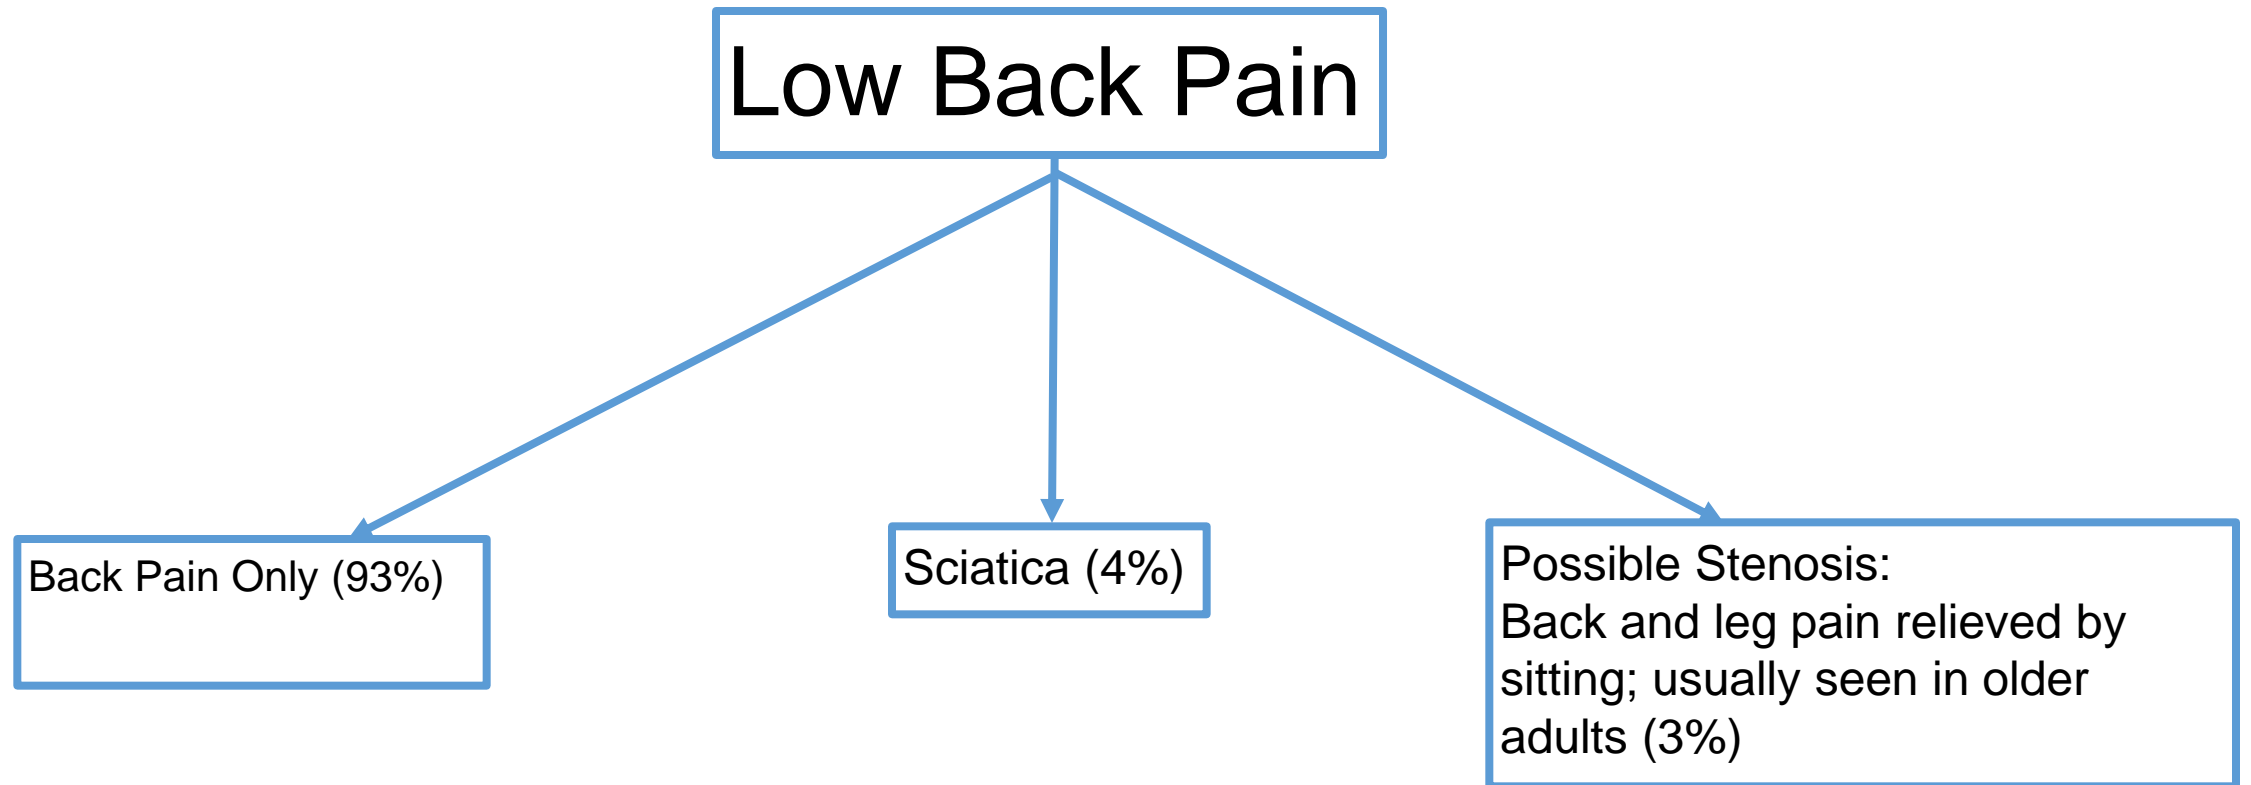 Low Back Pain
Back Pain Only (93%)
Sciatica (4%)
Possible Stenosis:
Back and leg pain relieved by
sitting; usually seen in older
adults (3%)